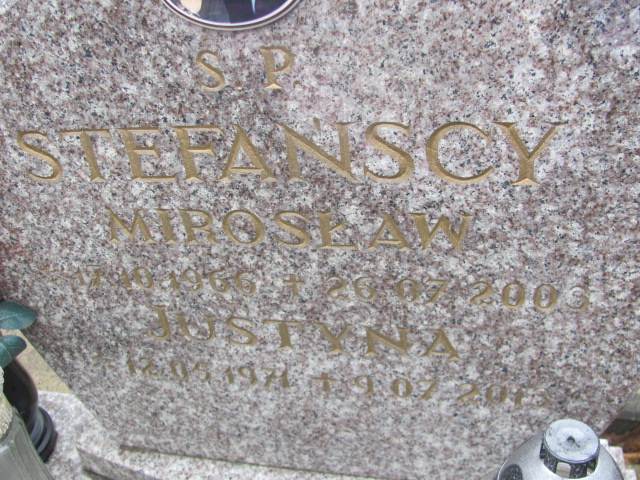 S. P
STEFAŃSCY
MIROSŁAW
* 17.10.1966 + 26.07.2003
JUSTYNA
* 12.05.1971 + 9.07.2013